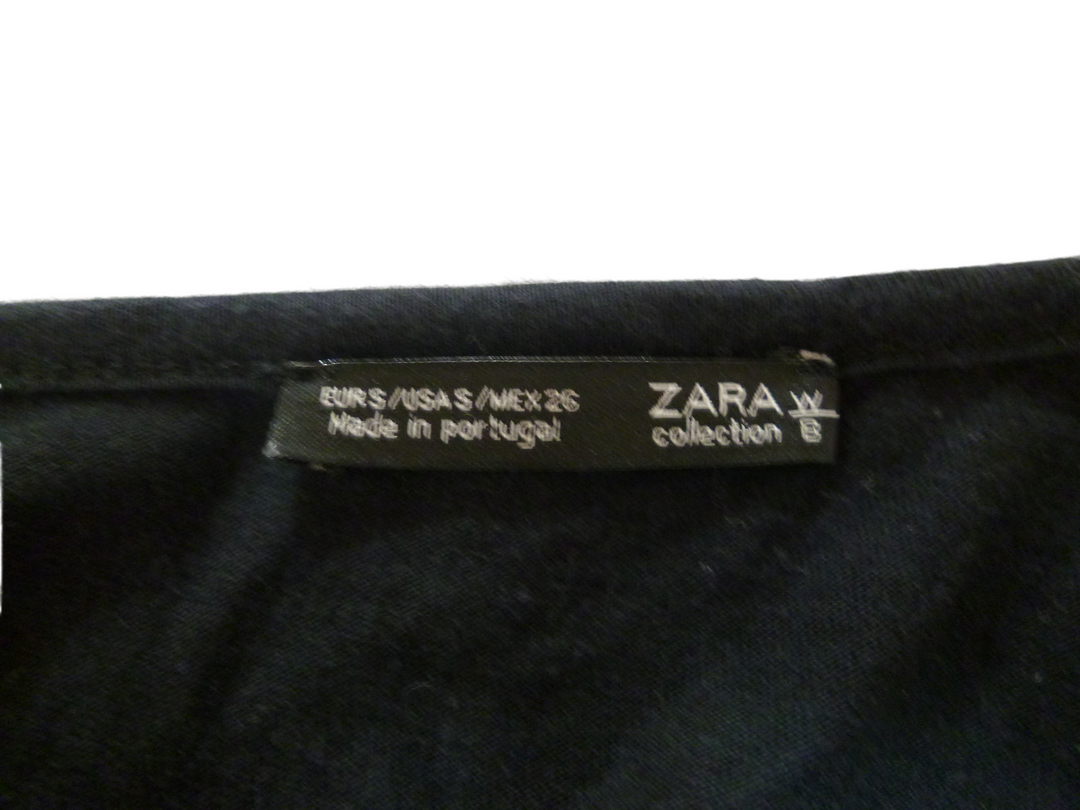 EUR S/USA S/MEX 26
Made in portugal
ZARA W
collection B